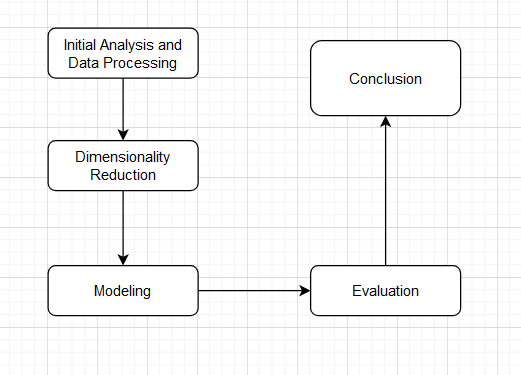 Initial Analysis and
Data Processing
Dimensionality
Reduction
Modeling
Evaluation
Conclusion